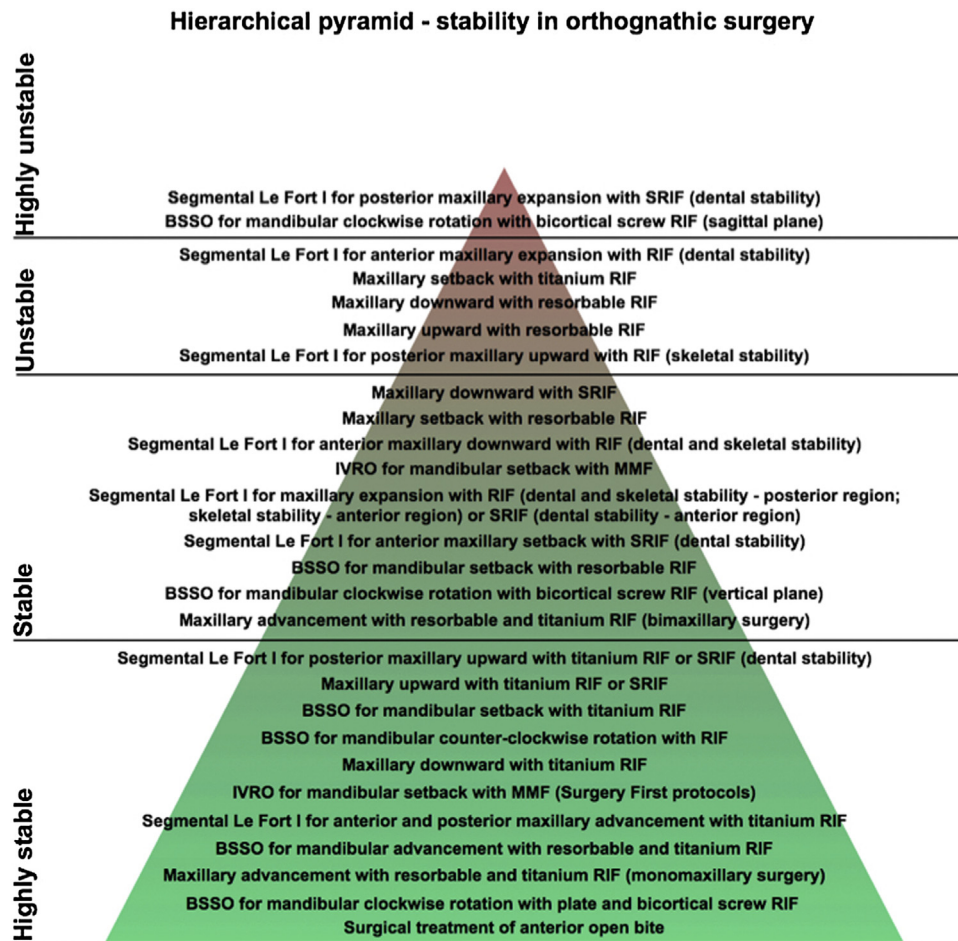 Hierarchical pyramid - stability in orthognathic surgery
Highly unstable
Segmental Le Fort I for posterior maxillary expansion with SRIF (dental stability)
BSSO for mandibular clockwise rotation with bicortical screw RIF (sagittal plane)
Unstable
Segmental Le Fort I for anterior maxillary expansion with RIF (dental stability)
Maxillary setback with titanium RIF
Maxillary downward with resorbable RIF
Maxillary upward with resorbable RIF
Segmental Le Fort I for posterior maxillary upward with RIF (skeletal stability)
Stable
Maxillary downward with SRIF
Maxillary setback with resorbable RIF
Segmental Le Fort I for anterior maxillary downward with RIF (dental and skeletal stability)
IVRO for mandibular setback with MMF
Segmental Le Fort I for maxillary expansion with RIF (dental and skeletal stability - posterior region;
skeletal stability - anterior region) or SRIF (dental stability - anterior region)
Segmental Le Fort I for anterior maxillary setback with SRIF (dental stability)
BSSO for mandibular setback with resorbable RIF
BSSO for mandibular clockwise rotation with bicortical screw RIF (vertical plane)
Maxillary advancement with resorbable and titanium RIF (bimaxillary surgery)
Highly stable
Segmental Le Fort I for posterior maxillary upward with titanium RIF or SRIF (dental stability)
Maxillary upward with titanium RIF or SRIF
BSSO for mandibular setback with titanium RIF
BSSO for mandibular counter-clockwise rotation with RIF
Maxillary downward with titanium RIF
IVRO for mandibular setback with MMF (Surgery First protocols)
Segmental Le Fort I for anterior and posterior maxillary advancement with titanium RIF
BSSO for mandibular advancement with resorbable and titanium RIF
Maxillary advancement with resorbable and titanium RIF (monomaxillary surgery)
BSSO for mandibular clockwise rotation with plate and bicortical screw RIF
Surgical treatment of anterior open bite